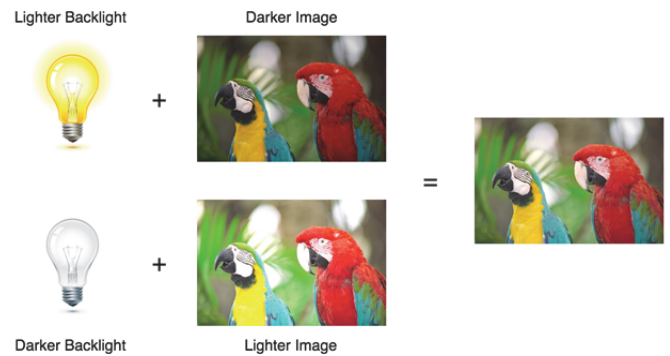 Lighter Backlight
Darker Image
+
=
+
Darker Backlight
Lighter Image